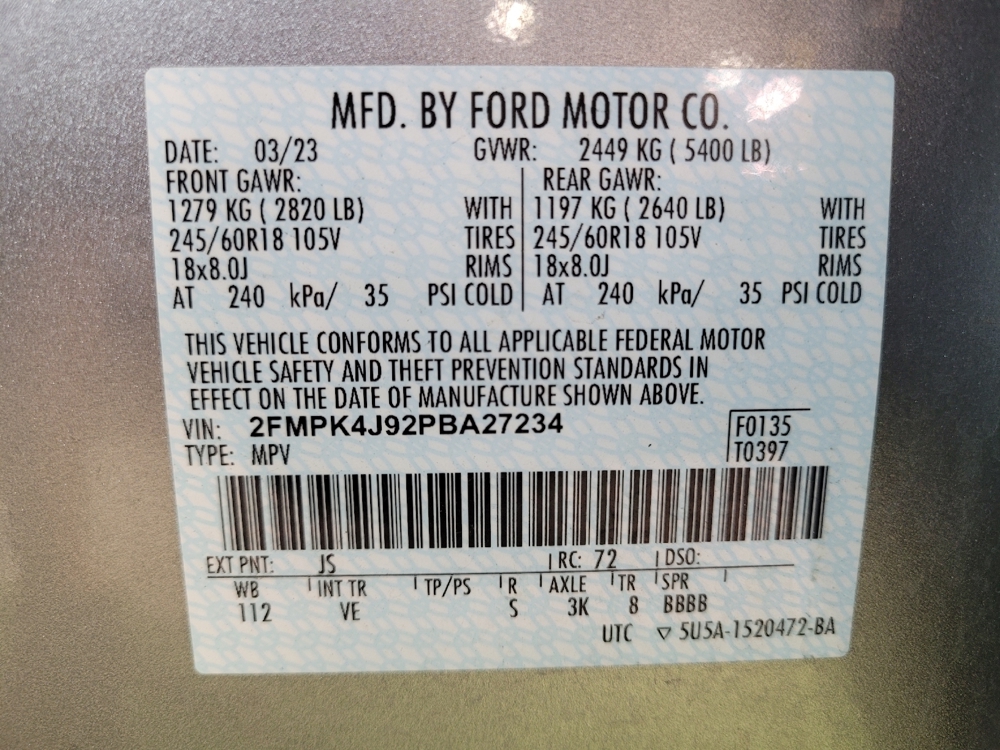 MFD. BY FORD MOTOR CO.
DATE: 03/23 GVWR: 2449 KG ( 5400 LB)
FRONT GAWR: REAR GAWR:
1279 KG ( 2820 LB) WITH 1197 KG ( 2640 LB) WITH
245/60R18 105V TIRES 245/60R18 105V TIRES
18x8.0J RIMS 18x8.0J RIMS
AT 240 kPa/ 35 PSI COLD AT 240 kPa/ 35 PSI COLD
THIS VEHICLE CONFORMS TO ALL APPLICABLE FEDERAL MOTOR
VEHICLE SAFETY AND THEFT PREVENTION STANDARDS IN
EFFECT ON THE DATE OF MANUFACTURE SHOWN ABOVE.
VIN: 2FMPK4J92PBA27234 F0135
TYPE: MPV T0397
EXT PNT: JS RC: 72 DSO:
WB INT TR TP/PS R AXLE TR SPR
112 VE S 3K 8 BBBB
UTC ▽ 5U5A-1520472-BA